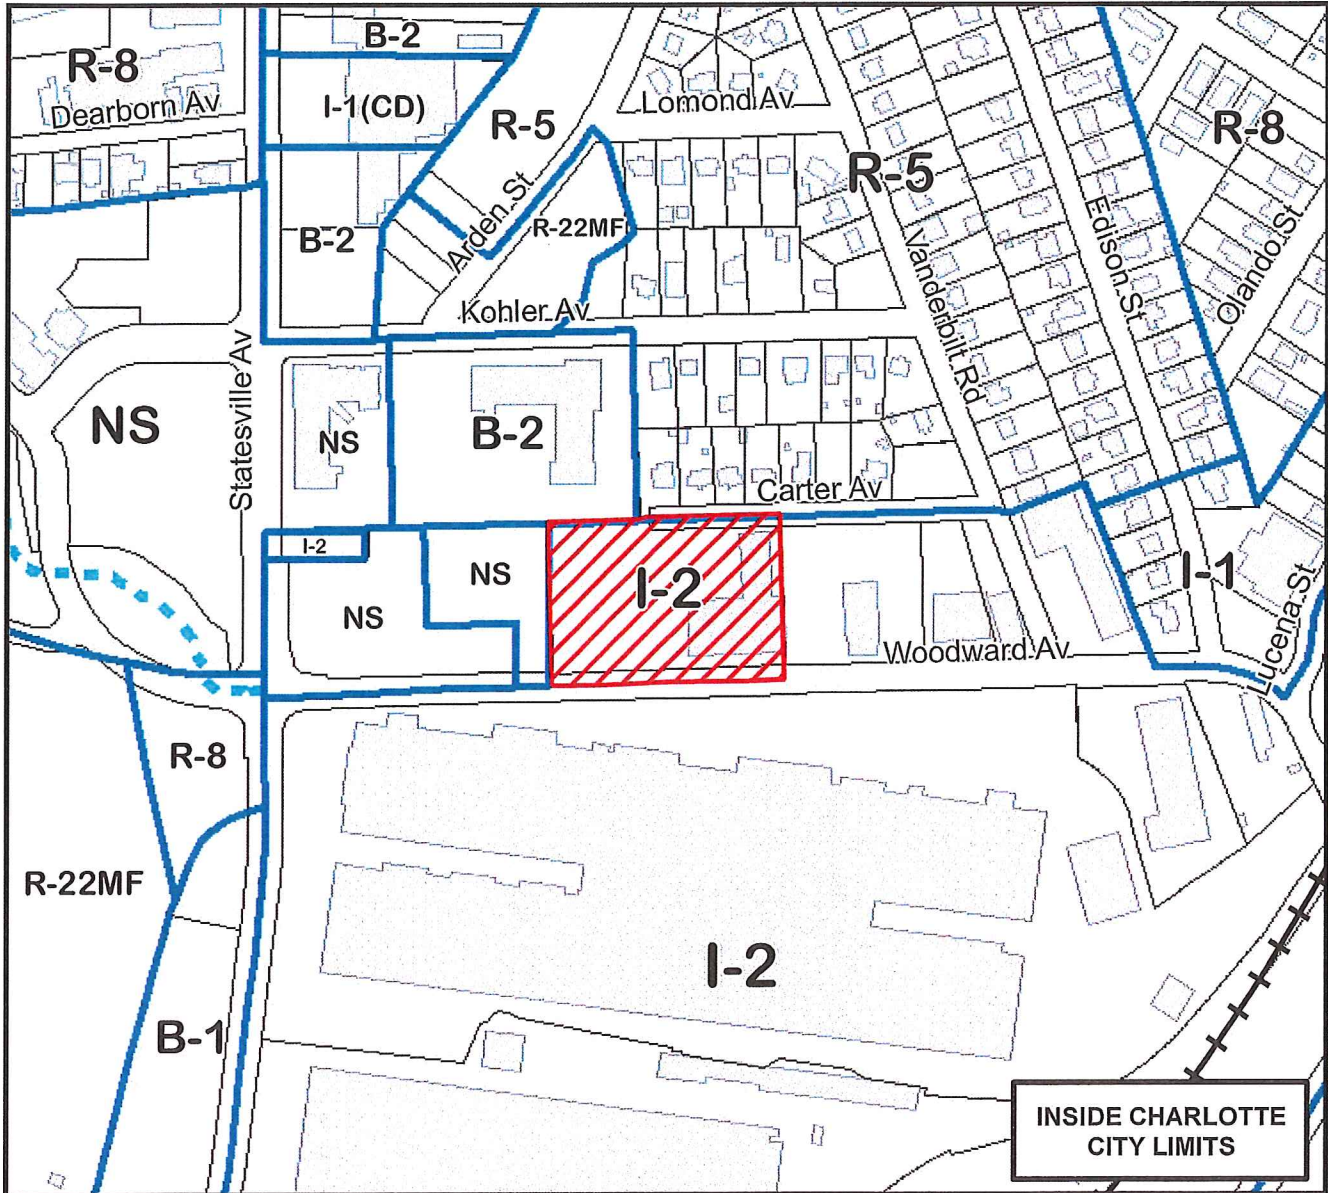 B-2
R-8
Dearborn Av
I-1(CD)
Lomond Av
R-5
R-8
R-5
Arden St
R-22MF
B-2
Edison St
Olando St
Vanderbilt Rd
Kohler Av
Statesville Av
NS
NS
B-2
Carter Av
I-2
NS
I-2
I-1
NS
Woodward Av
Lucena St
R-8
R-22MF
I-2
B-1
INSIDE CHARLOTTE
CITY LIMITS